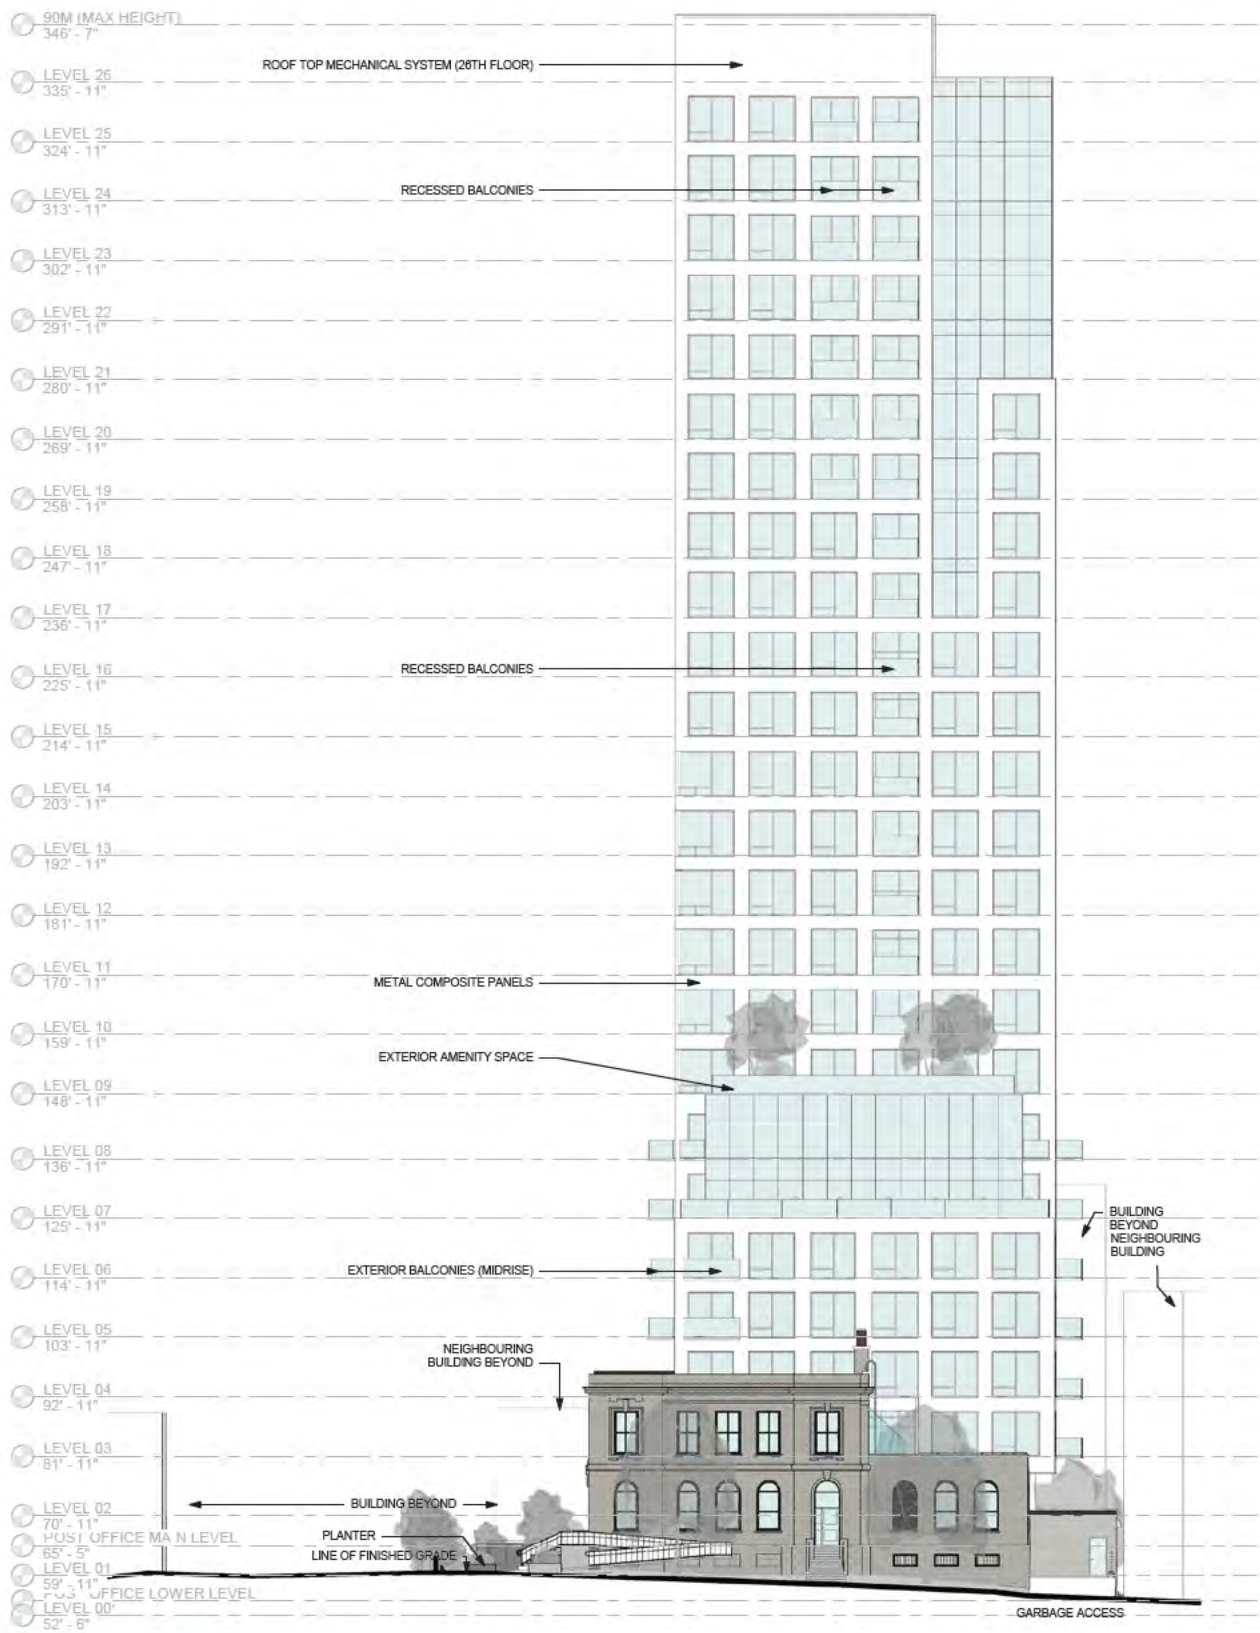 90M (MAX HEIGHT)
346' - 7"
ROOF TOP MECHANICAL SYSTEM (26TH FLOOR)
LEVEL 26
335' - 11"
LEVEL 25
324' - 11"
RECESSED BALCONIES
LEVEL 24
313' - 11"
LEVEL 23
302' - 11"
LEVEL 22
291' - 11"
LEVEL 21
280' - 11"
LEVEL 20
269' - 11"
LEVEL 19
258' - 11"
LEVEL 18
247' - 11"
LEVEL 17
236' - 11"
RECESSED BALCONIES
LEVEL 16
225' - 11"
LEVEL 15
214' - 11"
LEVEL 14
203' - 11"
LEVEL 13
192' - 11"
LEVEL 12
181' - 11"
LEVEL 11
170' - 11"
METAL COMPOSITE PANELS
LEVEL 10
159' - 11"
EXTERIOR AMENITY SPACE
LEVEL 09
148' - 11"
LEVEL 08
136' - 11"
LEVEL 07
125' - 11"
BUILDING
BEYOND
NEIGHBOURING
BUILDING
LEVEL 06
114' - 11"
EXTERIOR BALCONIES (MIDRISE)
LEVEL 05
103' - 11"
NEIGHBOURING
BUILDING BEYOND
LEVEL 04
92' - 11"
LEVEL 03
81' - 11"
BUILDING BEYOND
LEVEL 02
70' - 11"
POST OFFICE MAIN LEVEL
65' - 5"
PLANTER
LINE OF FINISHED GRADE
LEVEL 01
59' - 11"
OFFICE LOWER LEVEL
LEVEL 00'
52' - 6"
GARBAGE ACCESS